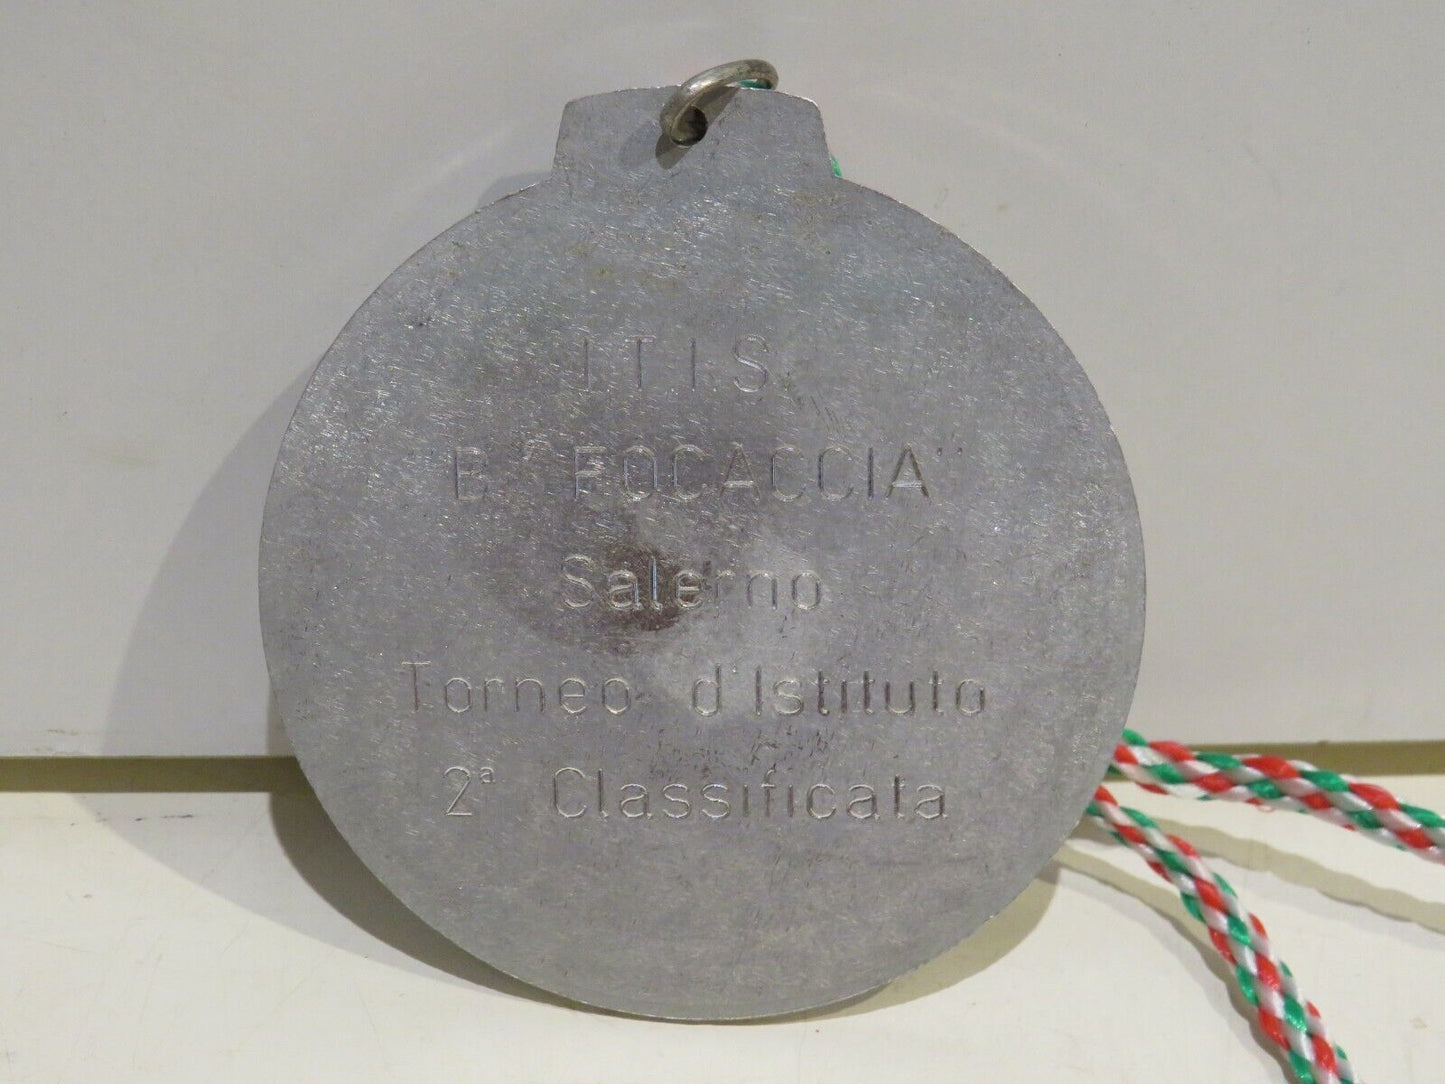 I.T.I.S.
"B. FOCACCIA"
Salerno
Torneo d'Istituto
2ª Classificata